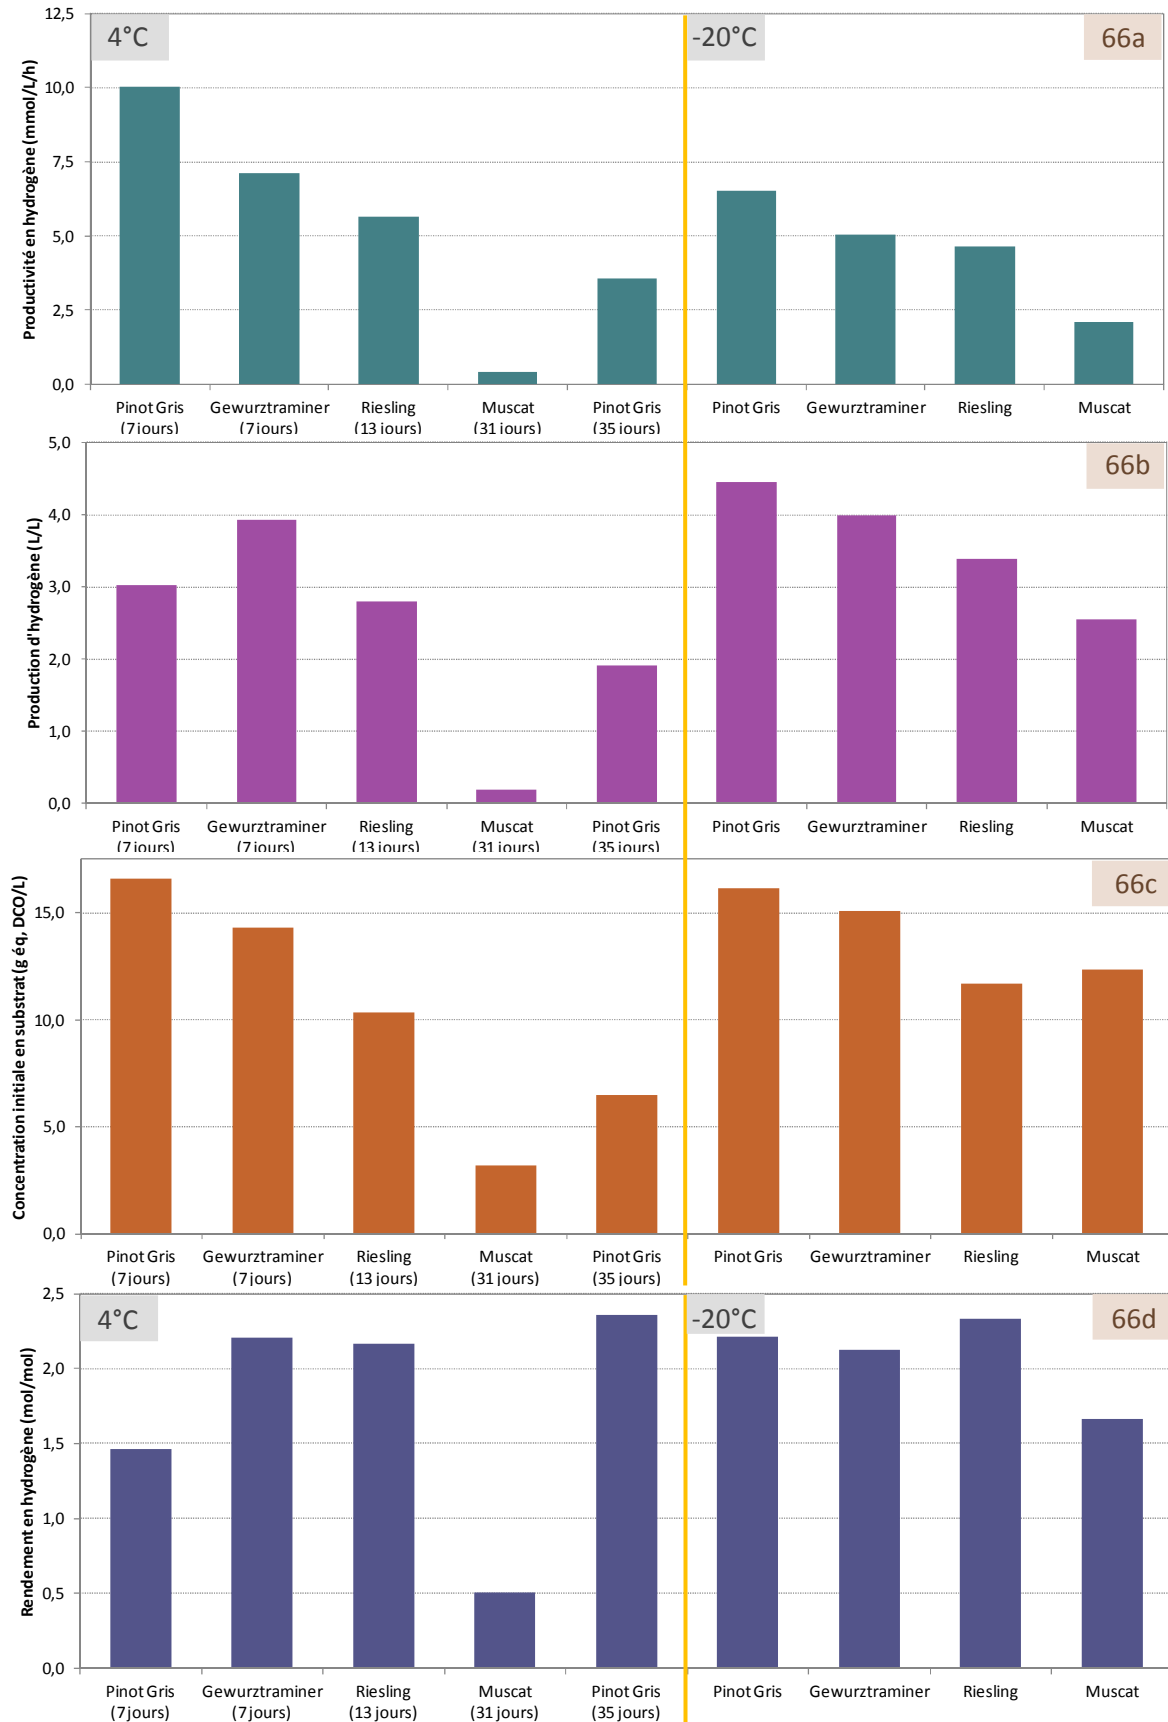 4°C
-20°C
66a
Productivité en hydrogène (mmol/L/h)
12,5
10,0
7,5
5,0
2,5
0,0
Pinot Gris
(7 jours)
Gewurztraminer
(7 jours)
Riesling
(13 jours)
Muscat
(31 jours)
Pinot Gris
(35 jours)
Pinot Gris
Gewurztraminer
Riesling
Muscat
66b
Production d'hydrogène (L/L)
5,0
4,0
3,0
2,0
1,0
0,0
Pinot Gris
(7 jours)
Gewurztraminer
(7 jours)
Riesling
(13 jours)
Muscat
(31 jours)
Pinot Gris
(35 jours)
Pinot Gris
Gewurztraminer
Riesling
Muscat
66c
Concentration initiale en substrat (g éq, DCO/L)
15,0
10,0
5,0
0,0
Pinot Gris
(7 jours)
Gewurztraminer
(7 jours)
Riesling
(13 jours)
Muscat
(31 jours)
Pinot Gris
(35 jours)
Pinot Gris
Gewurztraminer
Riesling
Muscat
4°C
-20°C
66d
Rendement en hydrogène (mol/mol)
2,5
2,0
1,5
1,0
0,5
0,0
Pinot Gris
(7 jours)
Gewurztraminer
(7 jours)
Riesling
(13 jours)
Muscat
(31 jours)
Pinot Gris
(35 jours)
Pinot Gris
Gewurztraminer
Riesling
Muscat